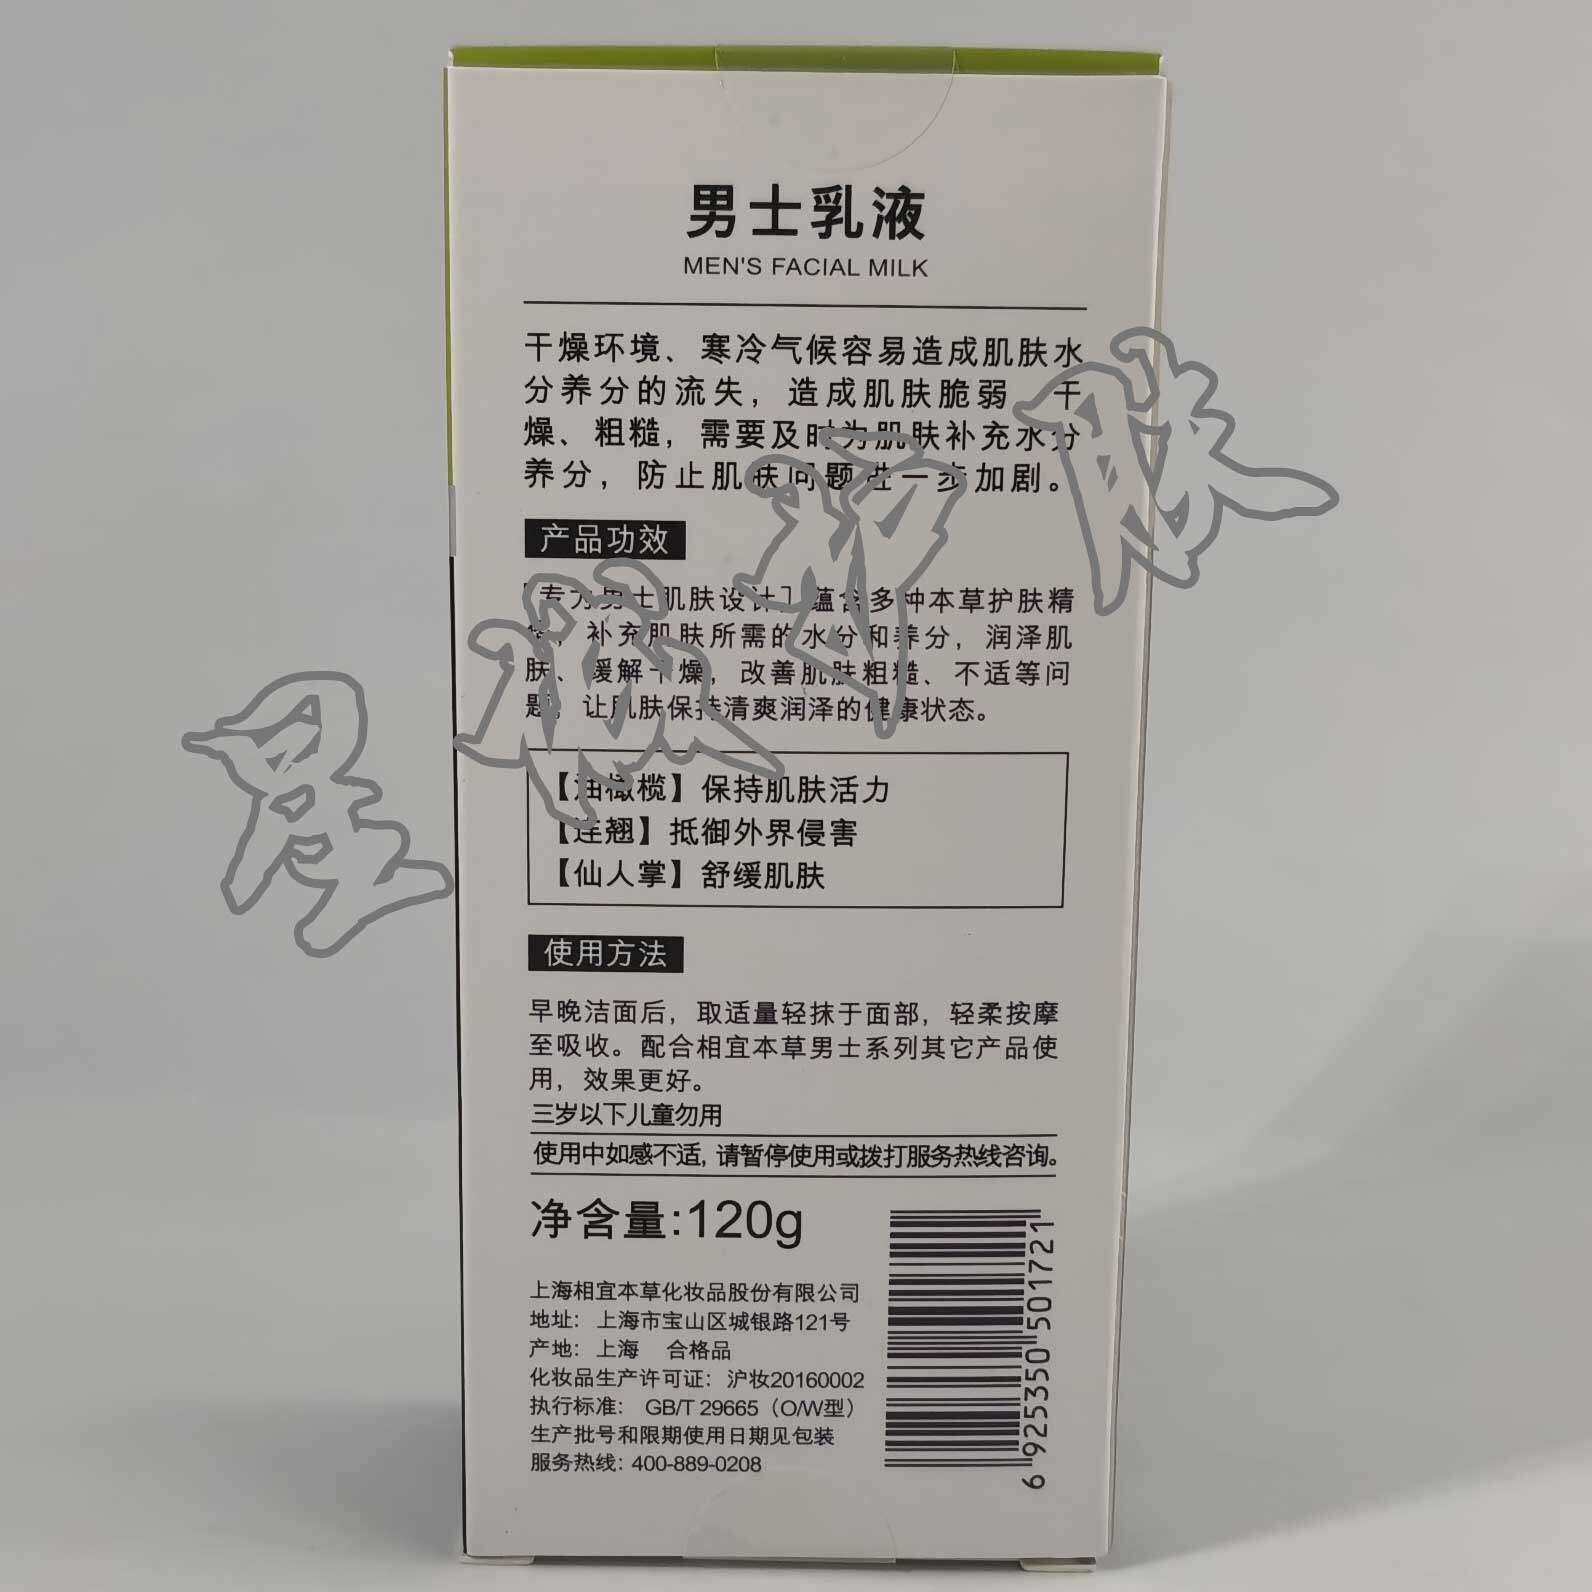 男士乳液
MEN'S FACIAL MILK
干燥环境、寒冷气候容易造成肌肤水
分养分的流失，造成肌肤脆弱 干
燥、粗糙，需要及时为肌肤补充水分
养分，防止肌肤问题进一步加剧。
产品功效
专为男士肌肤设计］蕴含多种本草护肤精
，补充肌肤所需的水分和养分，润泽肌
肤、缓解干燥，改善肌肤粗糙、不适等问
题，让肌肤保持清爽润泽的健康状态。
【油橄榄】保持肌肤活力
【连翘】抵御外界侵害
【仙人掌】舒缓肌肤
使用方法
早晚洁面后，取适量轻抹于面部，轻柔按摩
至吸收。配合相宜本草男士系列其它产品使
用，效果更好。
三岁以下儿童勿用
使用中如感不适，请暂停使用或拨打服务热线咨询。
净含量:120g
上海相宜本草化妆品股份有限公司
地址：上海市宝山区城银路121号
产地：上海 合格品
化妆品生产许可证：沪妆20160002
执行标准： GB/T 29665（O/W型）
生产批号和限期使用日期见包装
服务热线: 400-889-0208
6 925350 501721